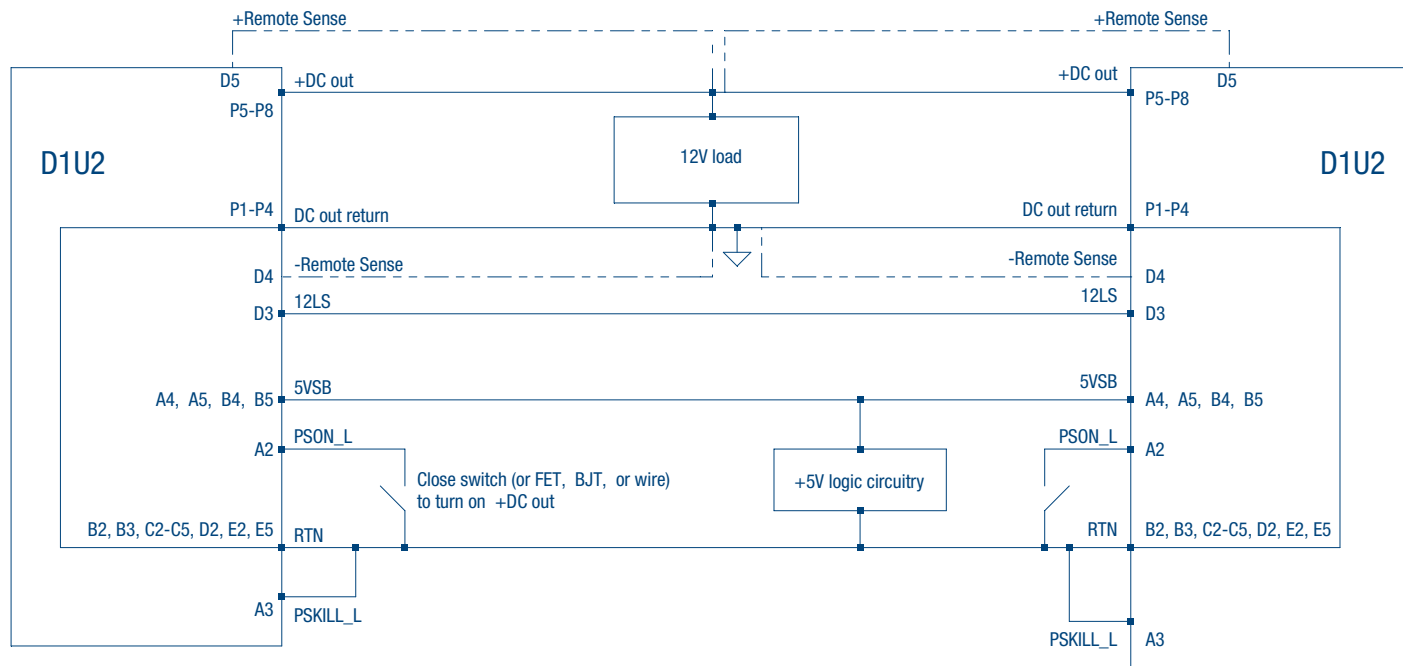 +Remote Sense
+Remote Sense
D5
+DC out
+DC out
D5
P5-P8
P5-P8
D1U2
12V load
D1U2
P1-P4
DC out return
DC out return
P1-P4
D4
-Remote Sense
-Remote Sense
D4
D3
12LS
12LS
D3
A4, A5, B4, B5
5VSB
5VSB
A4, A5, B4, B5
A2
PSON_L
PSON_L
A2
Close switch (or FET, BJT, or wire)
to turn on +DC out
+5V logic circuitry
B2, B3, C2-C5, D2, E2, E5
RTN
RTN
B2, B3, C2-C5, D2, E2, E5
A3
PSKILL_L
PSKILL_L
A3